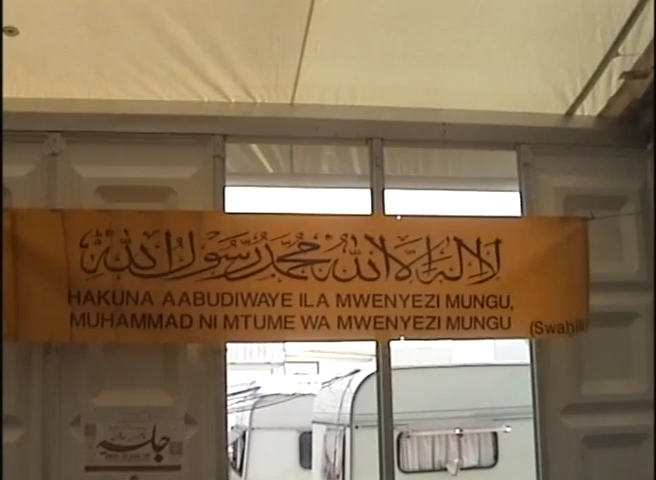 لا إله إلا الله محمد رسول الله
HAKUNA AABUDIWAYE ILA MWENYEZI MUNGU,
MUHAMMAD NI MTUME WA MWENYEZI MUNGU
(Swahili)
جلسہ